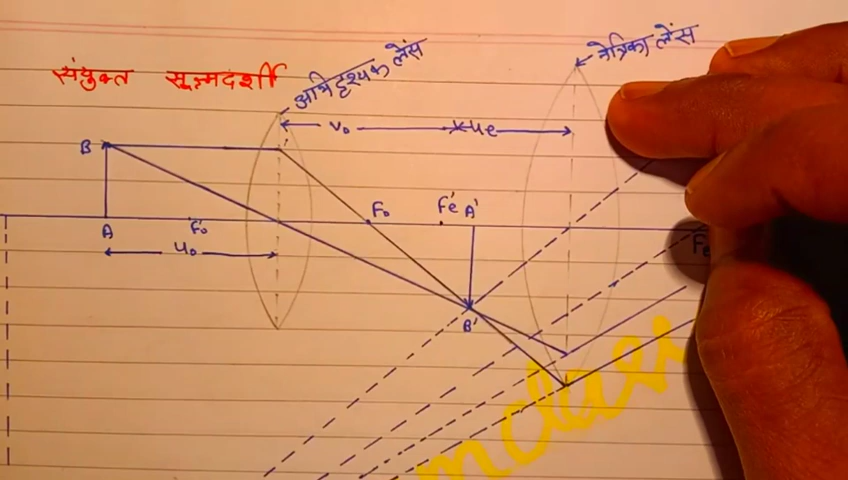 संयुक्त सूक्ष्मदर्शी
अभिदृश्यक लेंस
नेत्रिका लेंस
v₀ uₑ
B
A F₀' F₀ Fₑ' A' Fₑ
u₀
B'